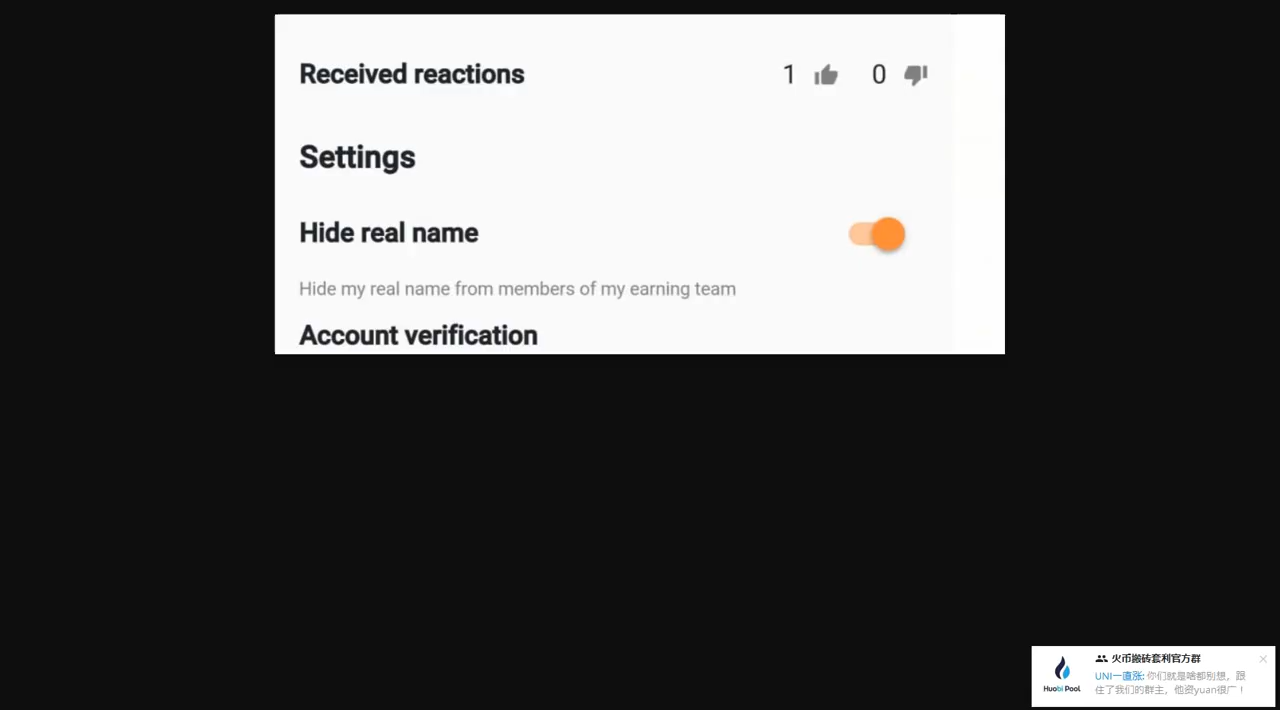 Received reactions 1 0
Settings
Hide real name
Hide my real name from members of my earning team
Account verification
火币搬砖套利官方群
UNI一直涨: 你们就是啥都别想，跟
住了我们的群主，他资yuan很广！
Huobi Pool